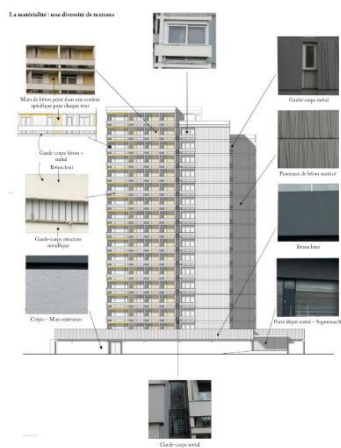 La matérialité : une diversité de textures
Murs de béton peint dans une couleur
spécifique pour chaque tour
Garde-corps béton +
métal
Béton brut
Garde-corps structure
métallique
Crépis - Murs extérieurs
Garde-corps métal
Panneaux de béton matricé
Béton brut
Porte dépôt métal - Supermarché
Garde-corps métal